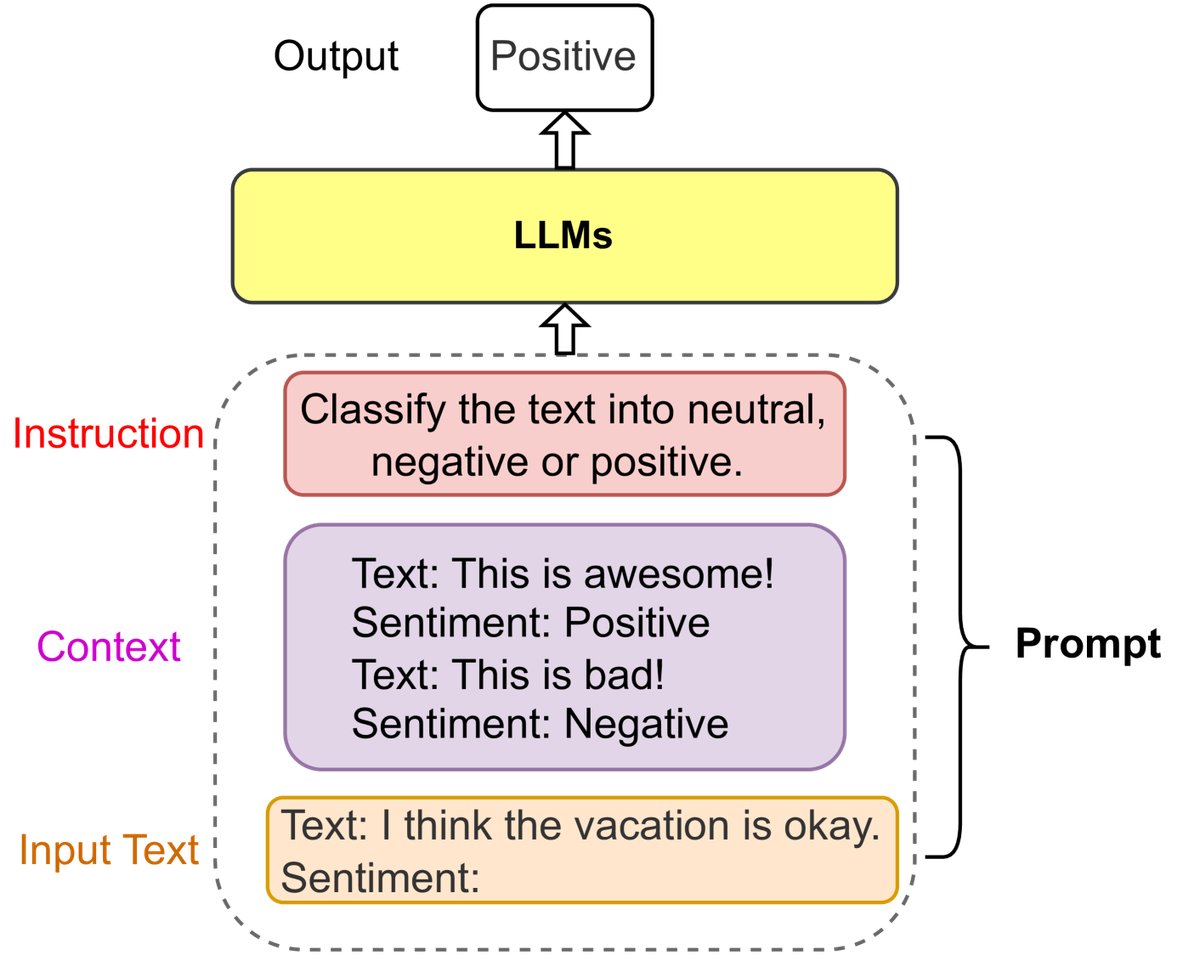 Output
Positive
LLMs
Instruction
Classify the text into neutral,
negative or positive.
Context
Text: This is awesome!
Sentiment: Positive
Text: This is bad!
Sentiment: Negative
Prompt
Input Text
Text: I think the vacation is okay.
Sentiment: